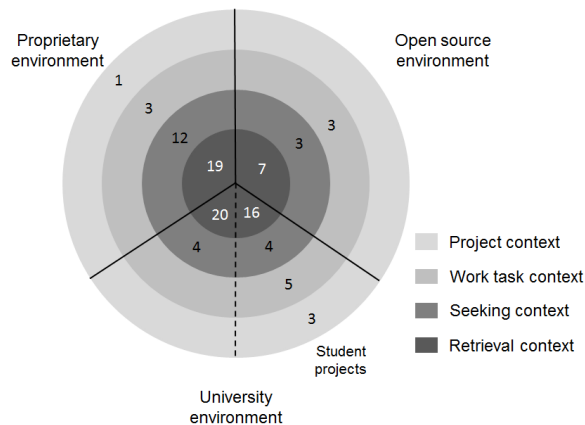 Proprietary
environment
Open source
environment
1
3
3
12
3
19
7
20
16
4
4
5
3
Student
projects
University
environment
Project context
Work task context
Seeking context
Retrieval context